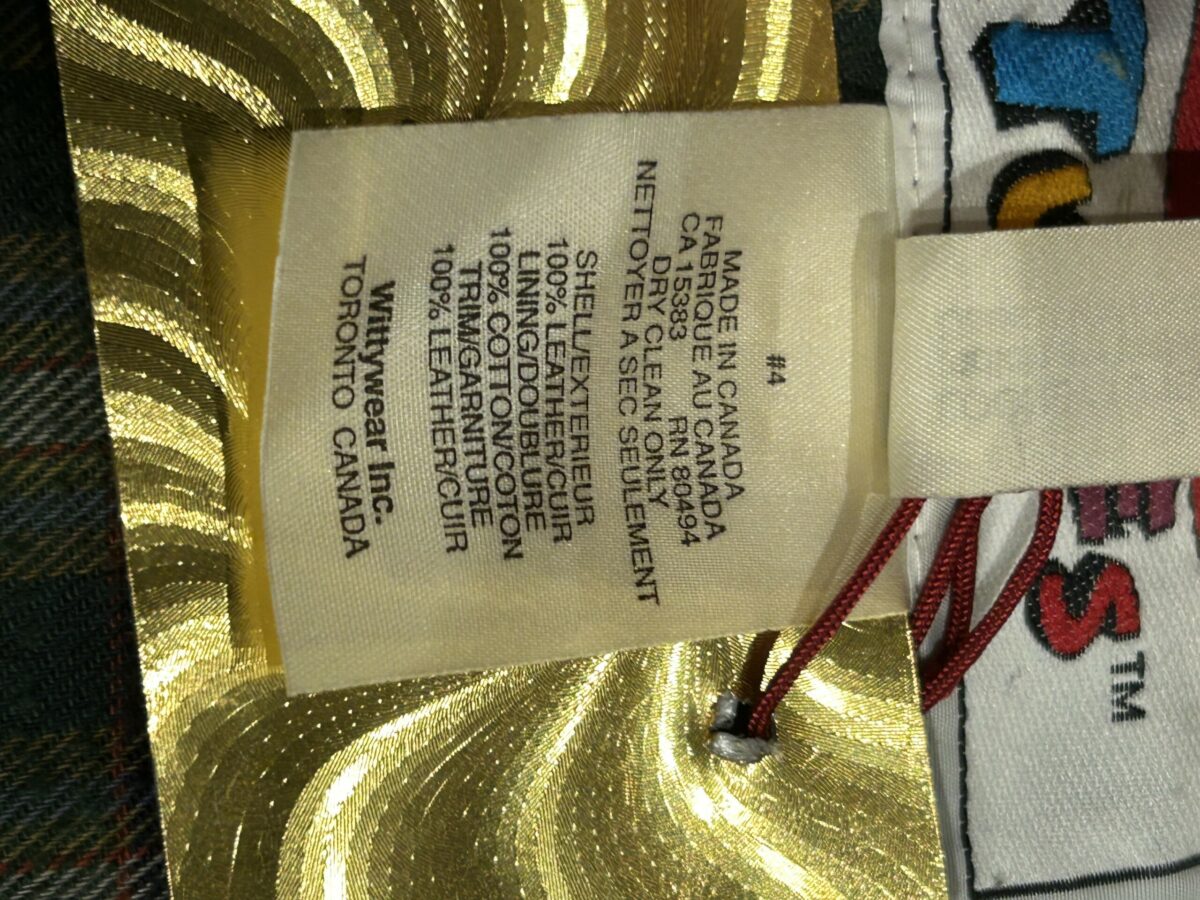 #4
MADE IN CANADA
FABRIQUE AU CANADA
CA 15383 RN 80494
DRY CLEAN ONLY
NETTOYER A SEC SEULEMENT
SHELL/EXTERIEUR
100% LEATHER/CUIR
LINING/DOUBLURE
100% COTTON/COTON
TRIM/GARNITURE
100% LEATHER/CUIR
Wittywear Inc.
TORONTO CANADA
ES™